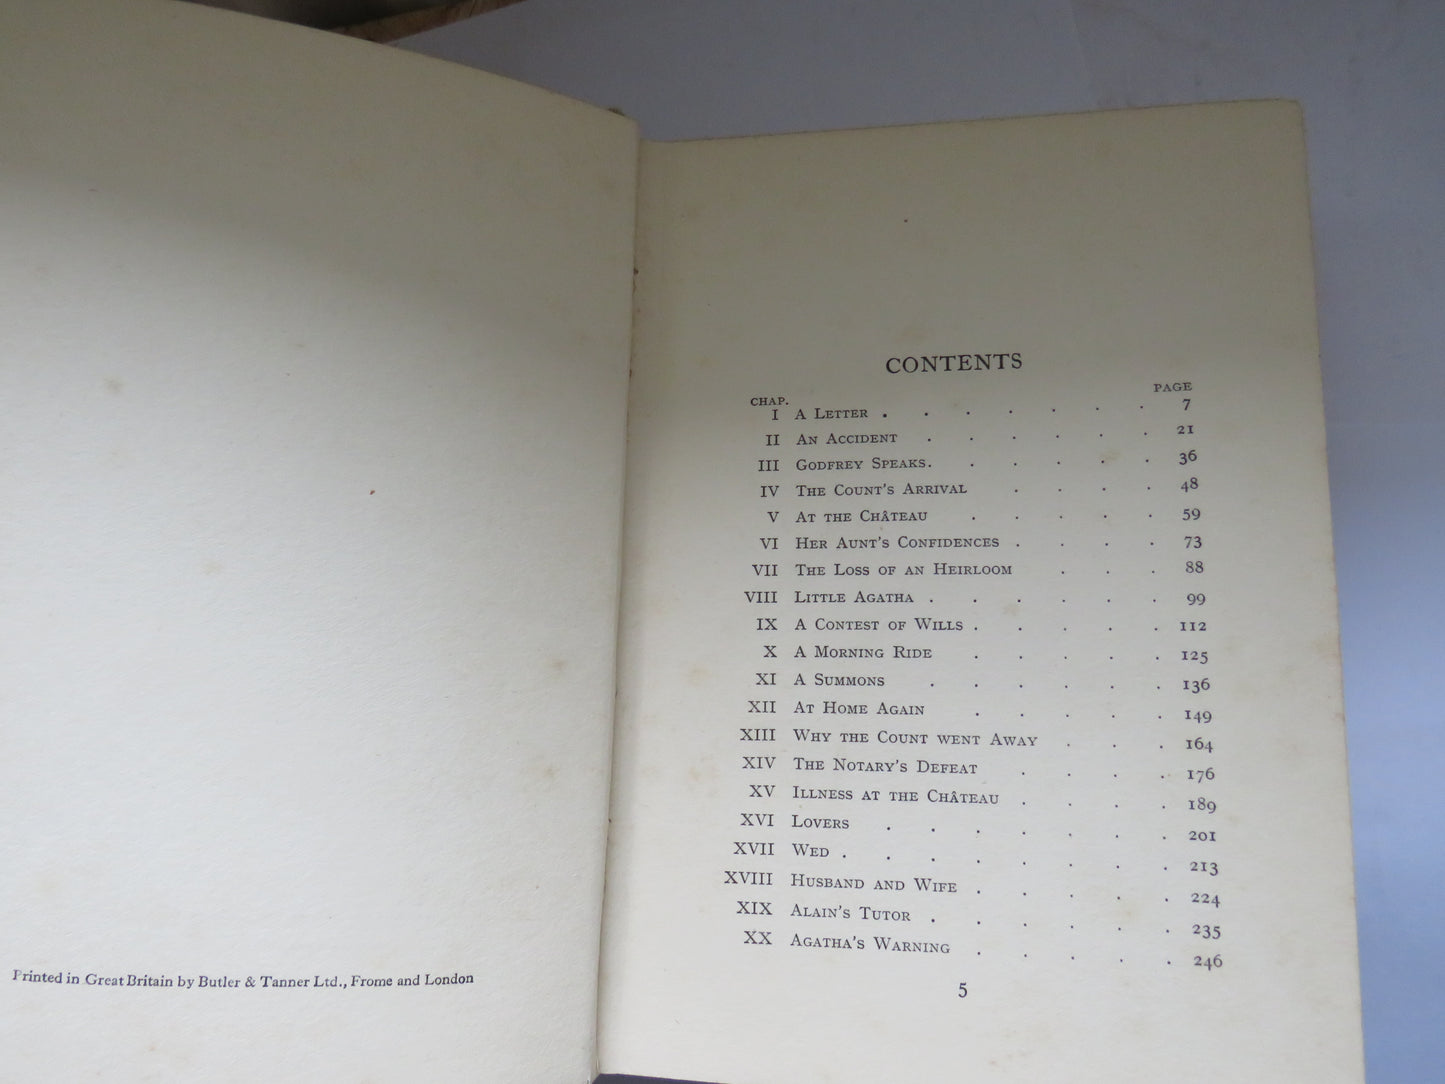 Printed in Great Britain by Butler & Tanner Ltd., Frome and London
CONTENTS
CHAP. PAGE
I A Letter . . . . . . . 7
II An Accident . . . . . . 21
III Godfrey Speaks . . . . . 36
IV The Count's Arrival . . . . 48
V At the Château . . . . . 59
VI Her Aunt's Confidences . . . . 73
VII The Loss of an Heirloom . . . 88
VIII Little Agatha . . . . . . 99
IX A Contest of Wills . . . . . 112
X A Morning Ride . . . . . 125
XI A Summons . . . . . . 136
XII At Home Again . . . . . 149
XIII Why the Count went Away . . . 164
XIV The Notary's Defeat . . . . 176
XV Illness at the Château . . . . 189
XVI Lovers . . . . . . . 201
XVII Wed . . . . . . . . 213
XVIII Husband and Wife . . . . . 224
XIX Alain's Tutor . . . . . . 235
XX Agatha's Warning . . . . . 246
5